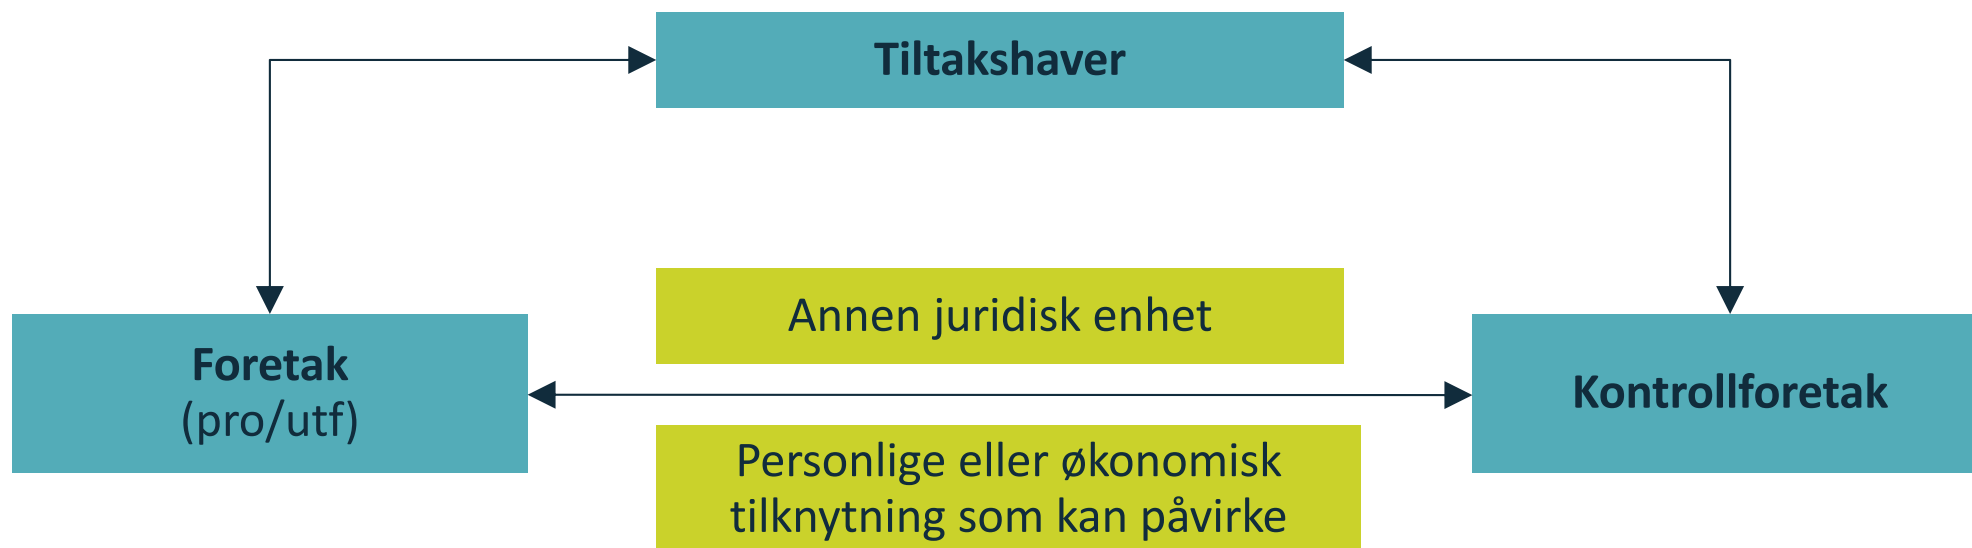 Tiltakshaver
Annen juridisk enhet
Foretak
(pro/utf)
Kontrollforetak
Personlige eller økonomisk
tilknytning som kan påvirke